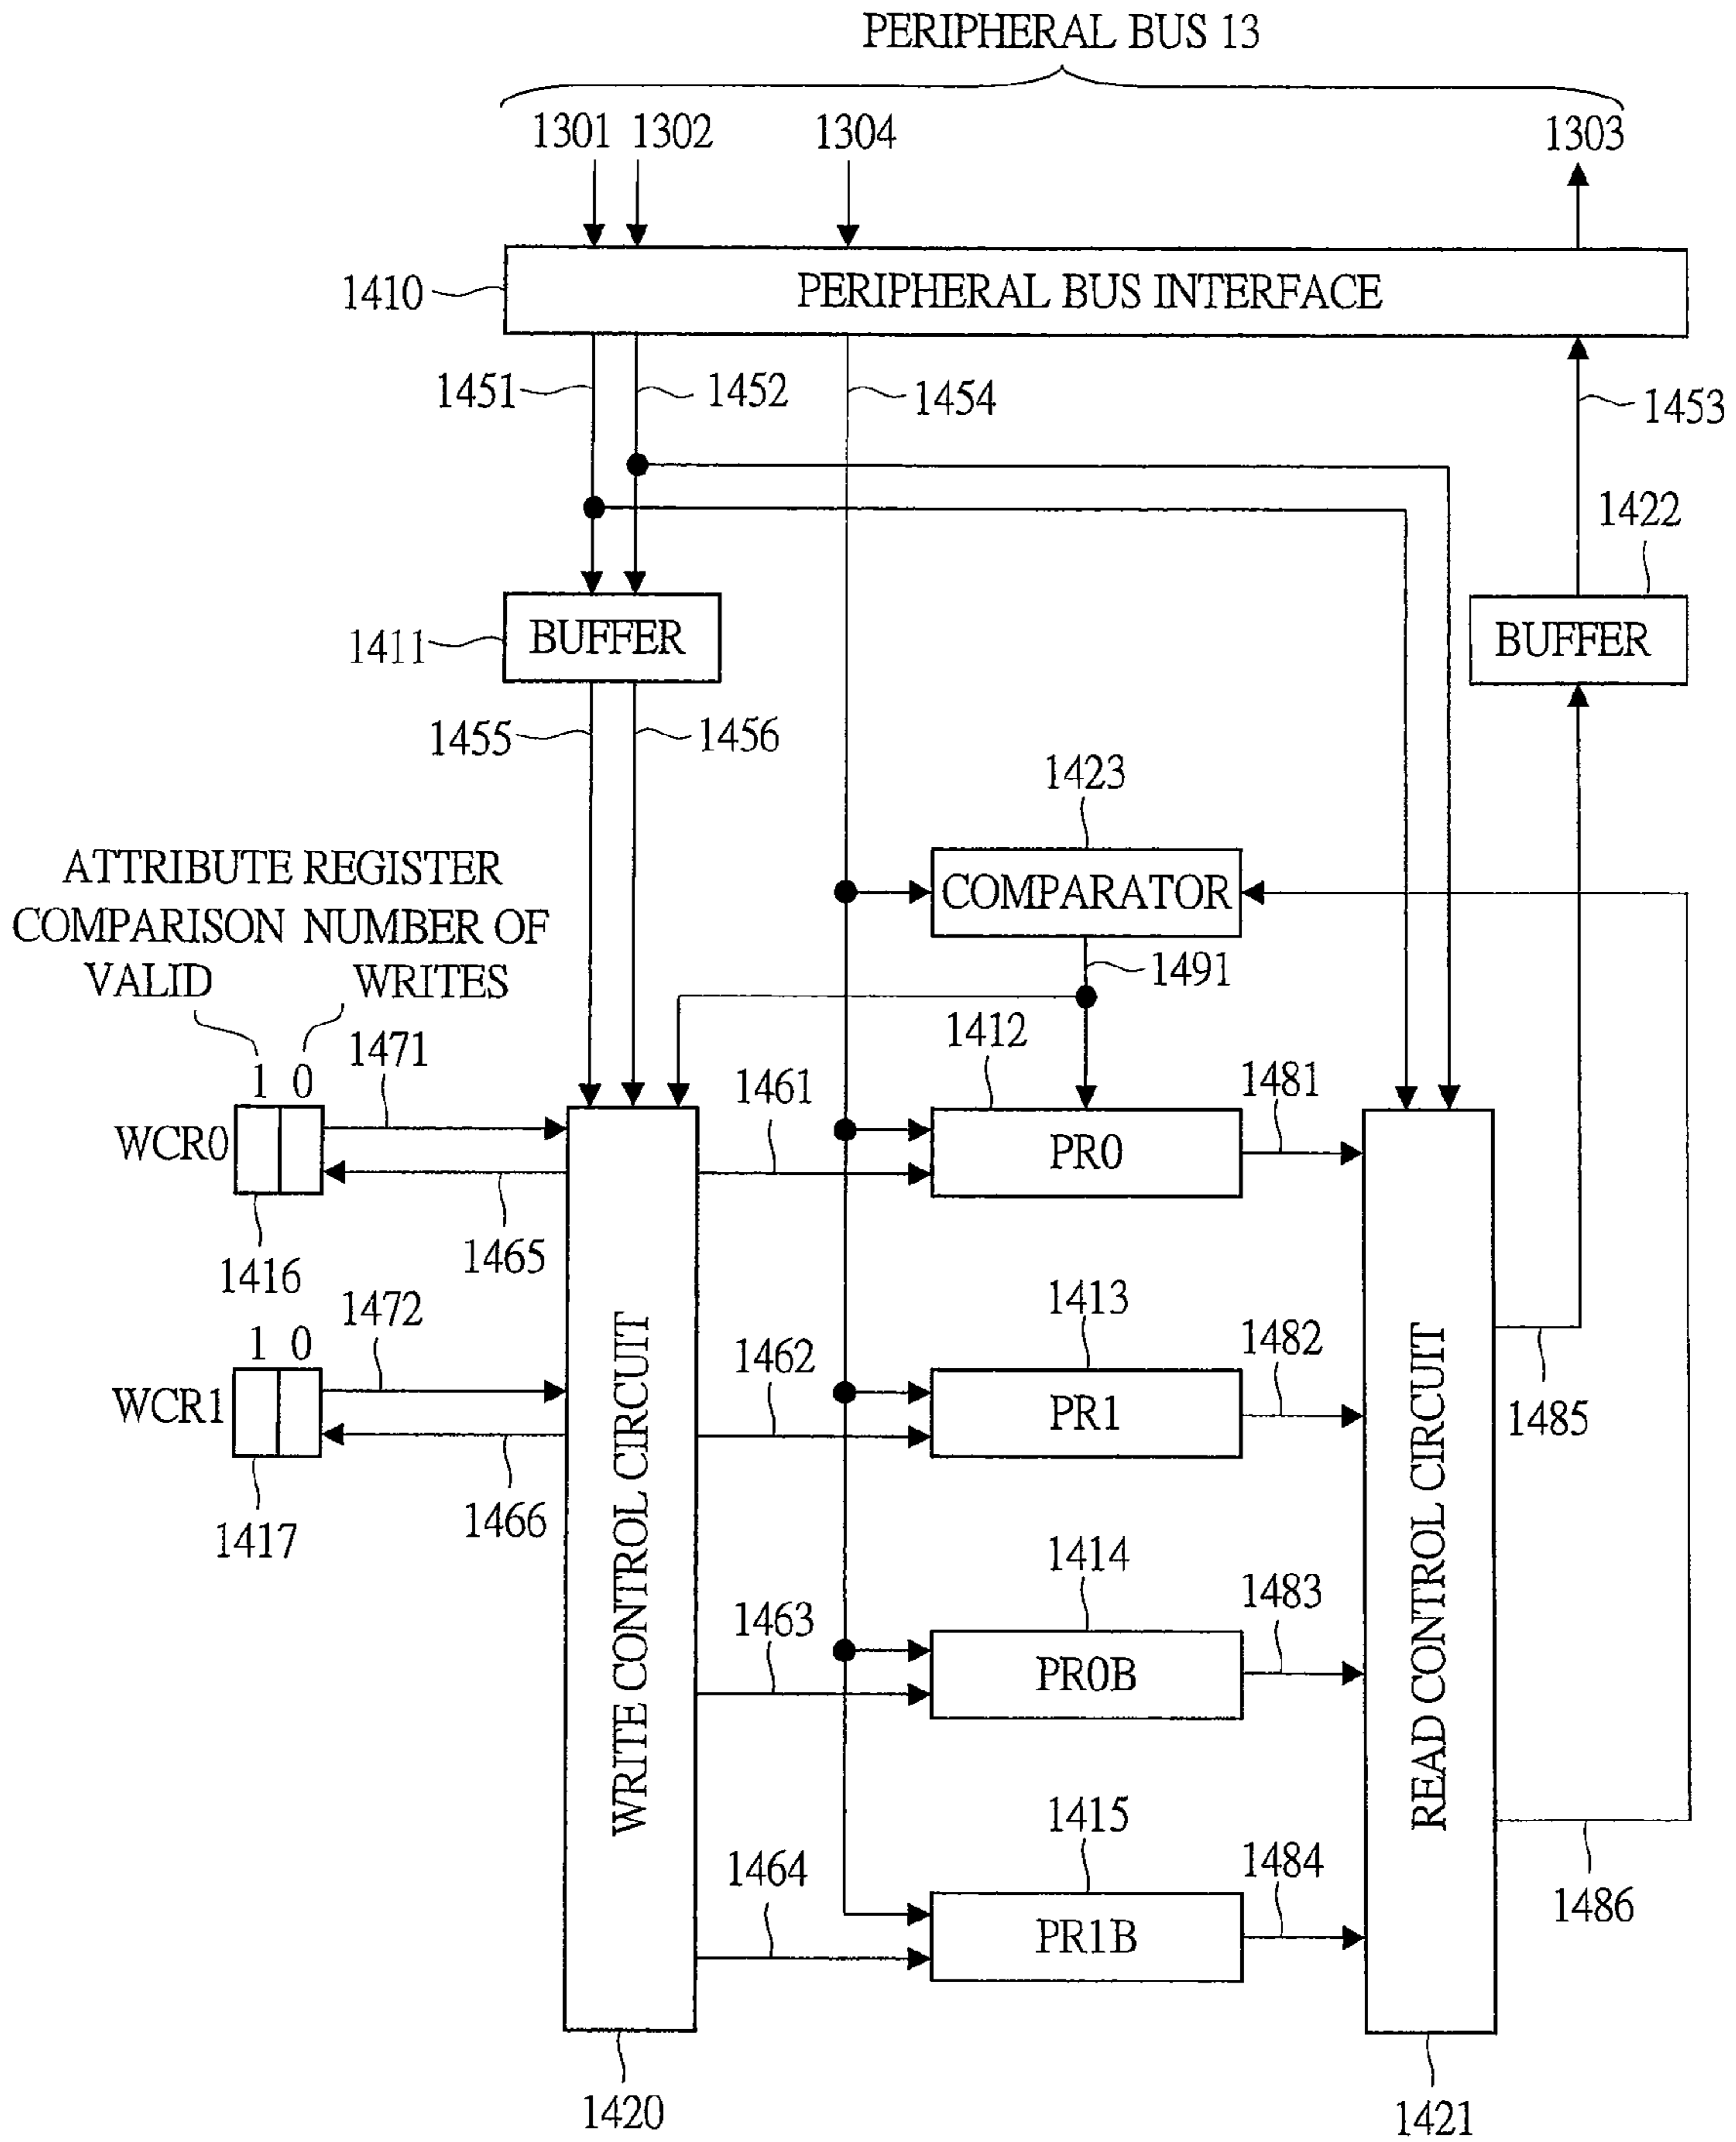 PERIPHERAL BUS 13
1301 1302 1304 1303
1410 PERIPHERAL BUS INTERFACE
1451 1452 1454 1453
1422
1411 BUFFER BUFFER
1455 1456
1423
ATTRIBUTE REGISTER
COMPARISON NUMBER OF
VALID WRITES
COMPARATOR
1491
1412
1 0 1471 1461 1481
WCR0 PR0
1465
1416
1413
1 0 1472 1462 1482
WCR1 PR1
1485
1466
1417
WRITE CONTROL CIRCUIT
READ CONTROL CIRCUIT
1414
1463 1483
PR0B
1415
1464 1484
1486
PR1B
1420 1421